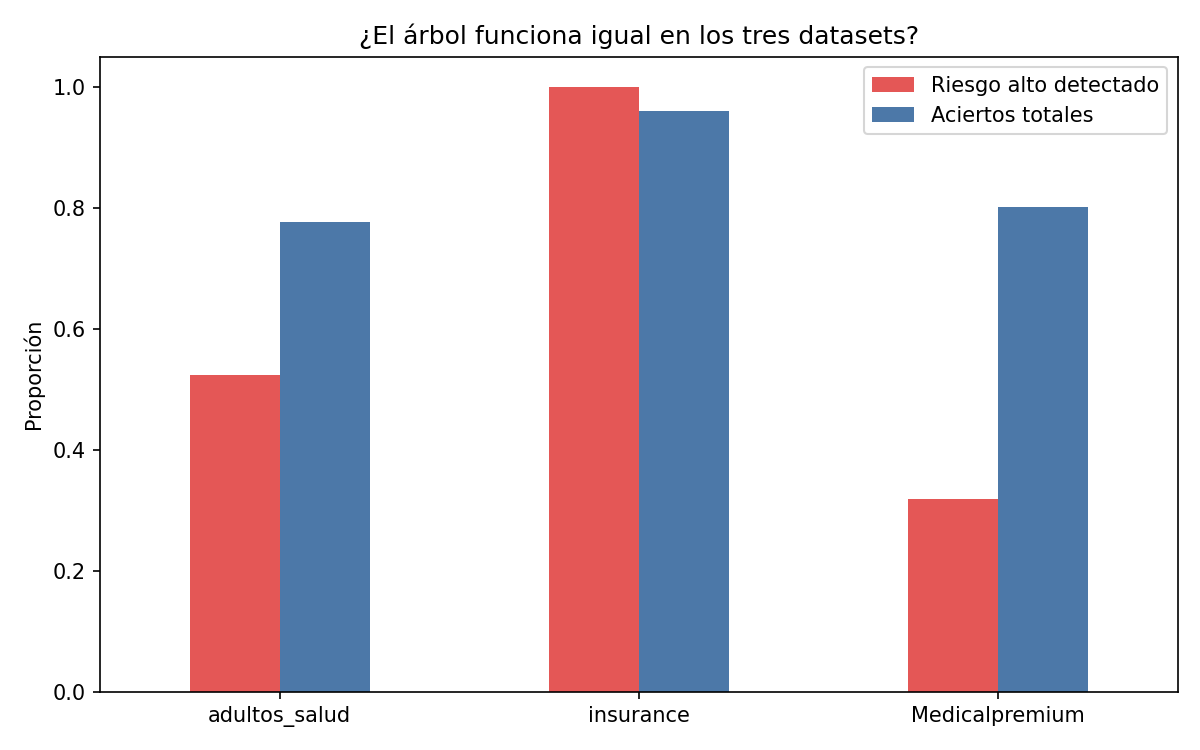 ¿El árbol funciona igual en los tres datasets?
Riesgo alto detectado
Aciertos totales
Proporción
1.0
0.8
0.6
0.4
0.2
0.0
adultos_salud
insurance
Medicalpremium